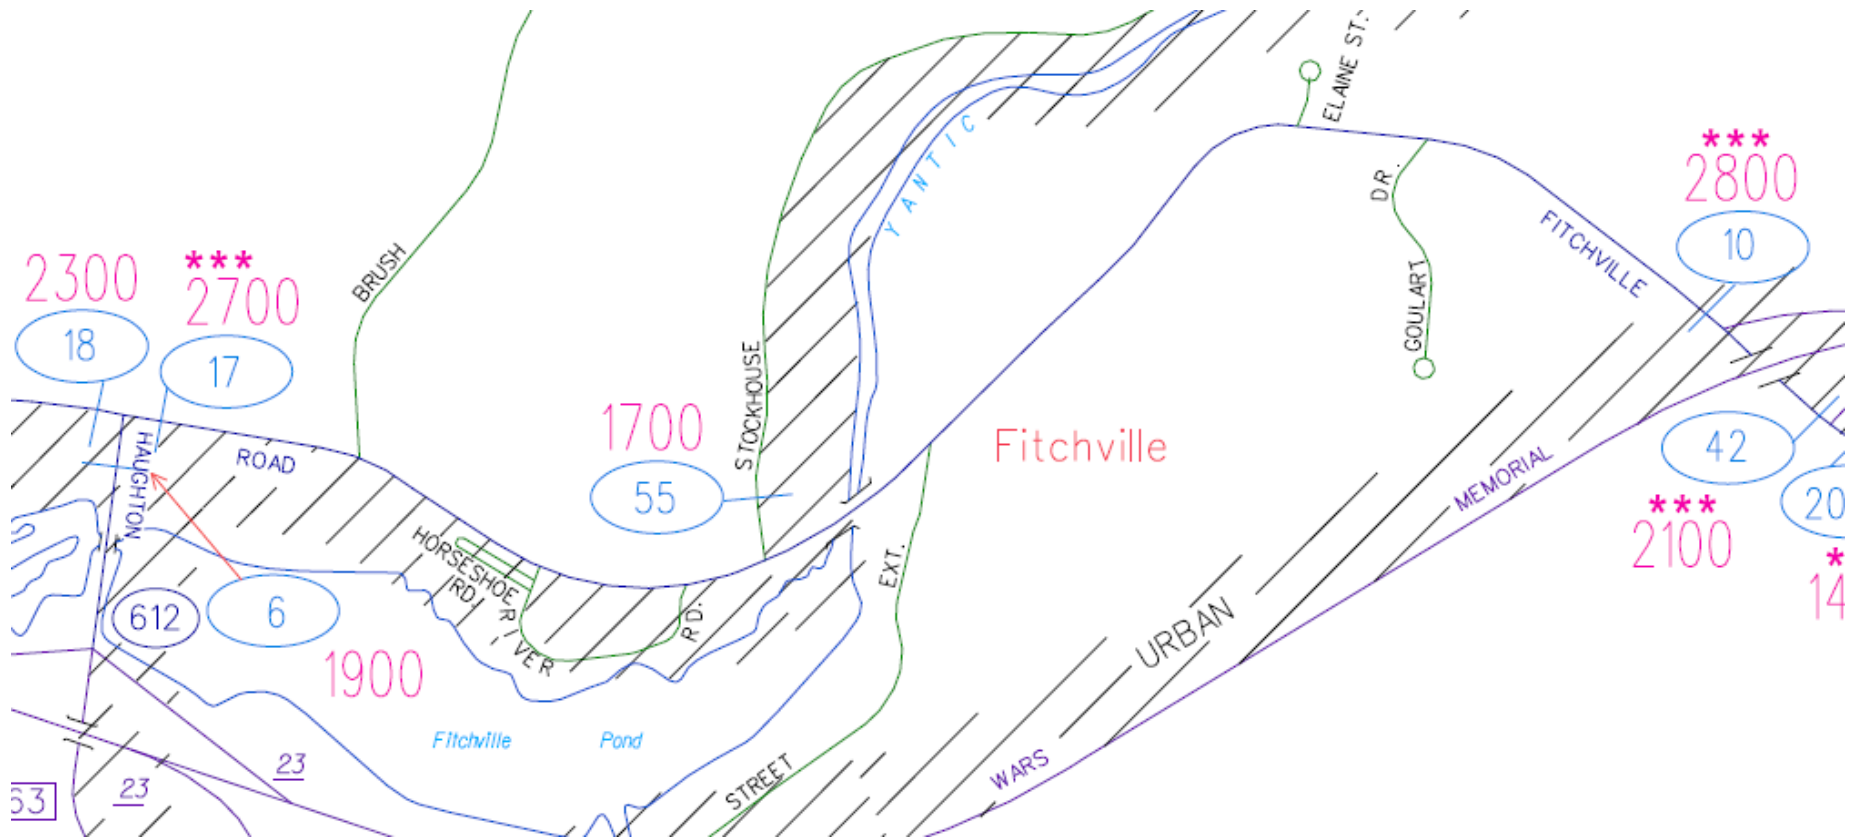 ELAINE ST.
***
2800
10
YANTIC
DR.
FITCHVILLE
BRUSH
***
2300
2700
18
17
GOULART
STOCKHOUSE
1700
55
Fitchville
HAUGHTON
ROAD
42
MEMORIAL
20
***
2100
*
14
HORSESHOE
RD.
RIVER
RD.
EXT.
612
6
1900
URBAN
Fitchville Pond
23
23
63
STREET
WARS